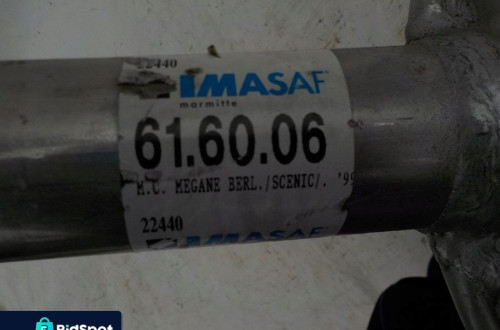 22440
IMASAF
marmitte
61.60.06
M.U. MEGANE BERL./SCENIC/. '99
22440
IMASAF
BidSpot